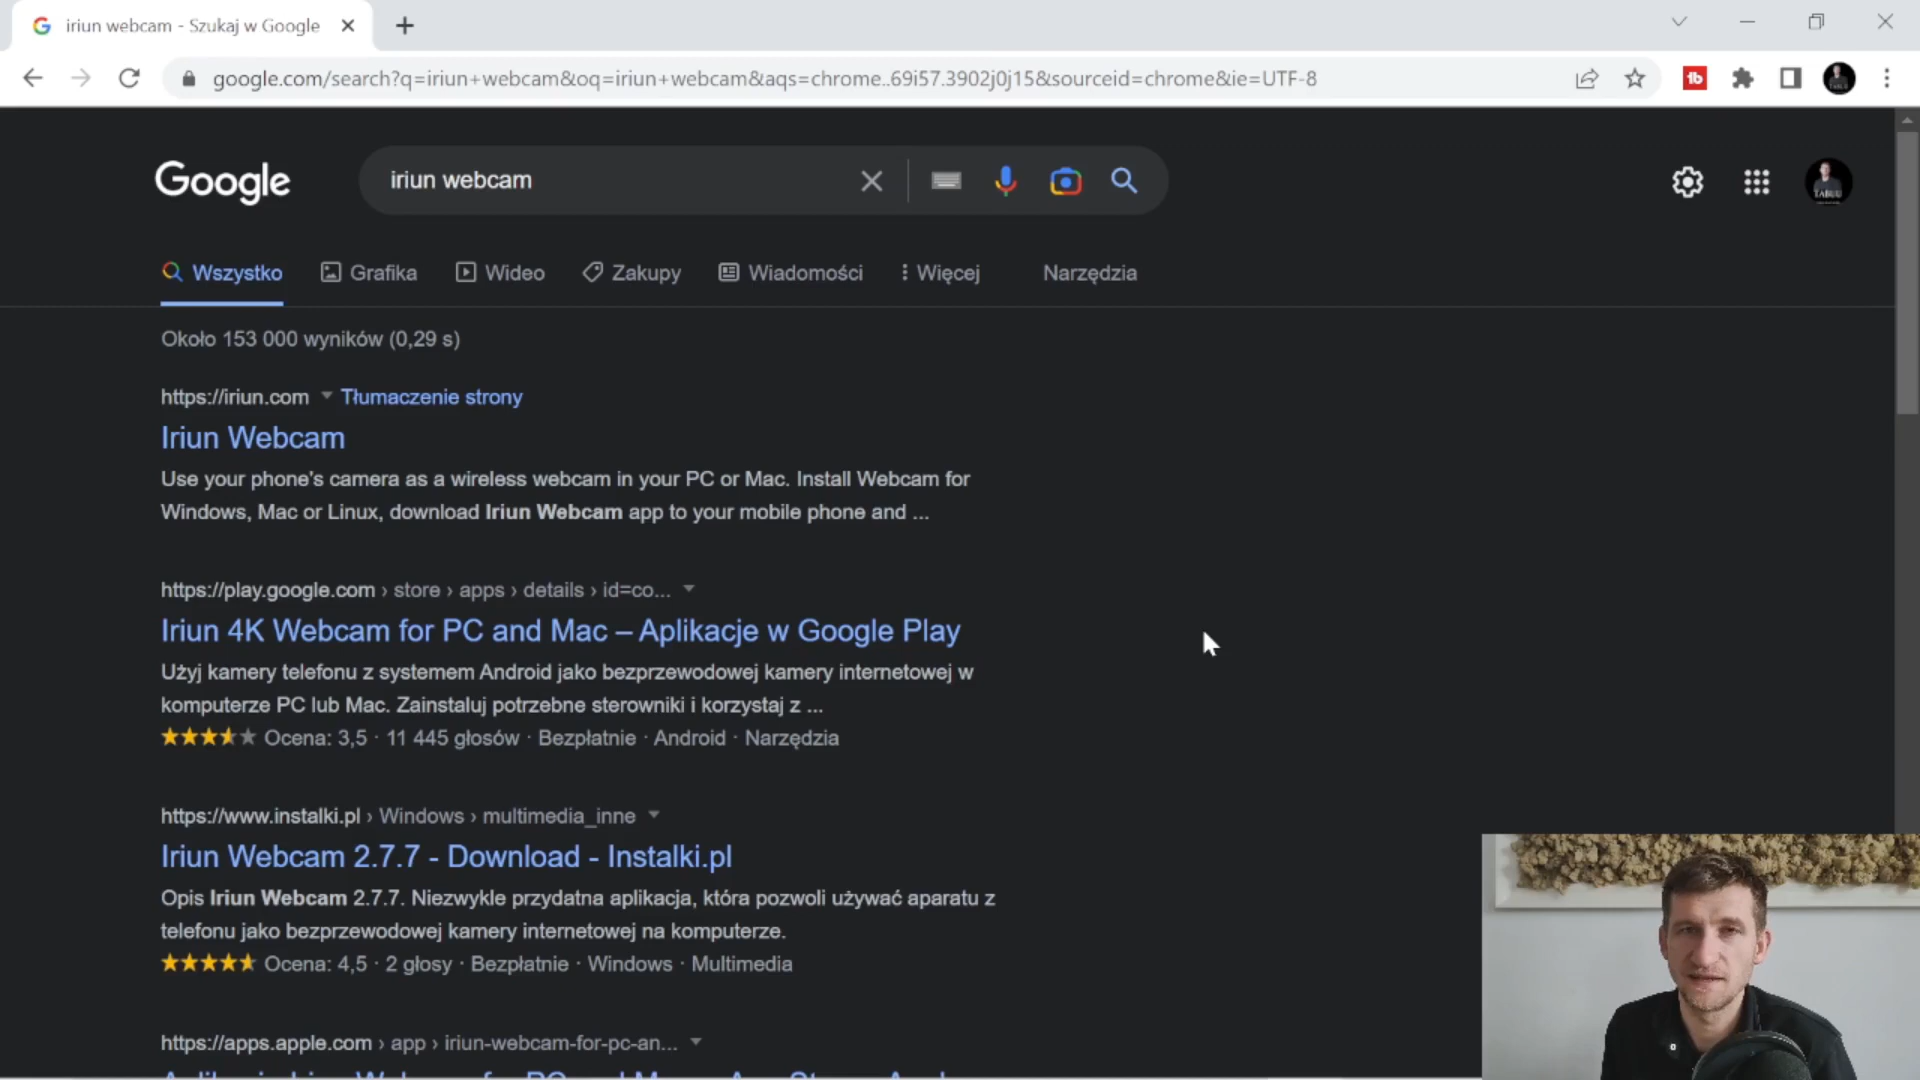 iriun webcam - Szukaj w Google
google.com/search?q=iriun+webcam&oq=iriun+webcam&aqs=chrome..69i57.3902j0j15&sourceid=chrome&ie=UTF-8
Google
iriun webcam
TABUU
Wszystko Grafika Wideo Zakupy Wiadomości Więcej Narzędzia
Około 153 000 wyników (0,29 s)
https://iriun.com Tłumaczenie strony
Iriun Webcam
Use your phone's camera as a wireless webcam in your PC or Mac. Install Webcam for
Windows, Mac or Linux, download Iriun Webcam app to your mobile phone and ...
https://play.google.com › store › apps › details › id=co...
Iriun 4K Webcam for PC and Mac – Aplikacje w Google Play
Użyj kamery telefonu z systemem Android jako bezprzewodowej kamery internetowej w
komputerze PC lub Mac. Zainstaluj potrzebne sterowniki i korzystaj z ...
Ocena: 3,5 · 11 445 głosów · Bezpłatnie · Android · Narzędzia
https://www.instalki.pl › Windows › multimedia_inne
Iriun Webcam 2.7.7 - Download - Instalki.pl
Opis Iriun Webcam 2.7.7. Niezwykle przydatna aplikacja, która pozwoli używać aparatu z
telefonu jako bezprzewodowej kamery internetowej na komputerze.
Ocena: 4,5 · 2 głosy · Bezpłatnie · Windows · Multimedia
https://apps.apple.com › app › iriun-webcam-for-pc-an...